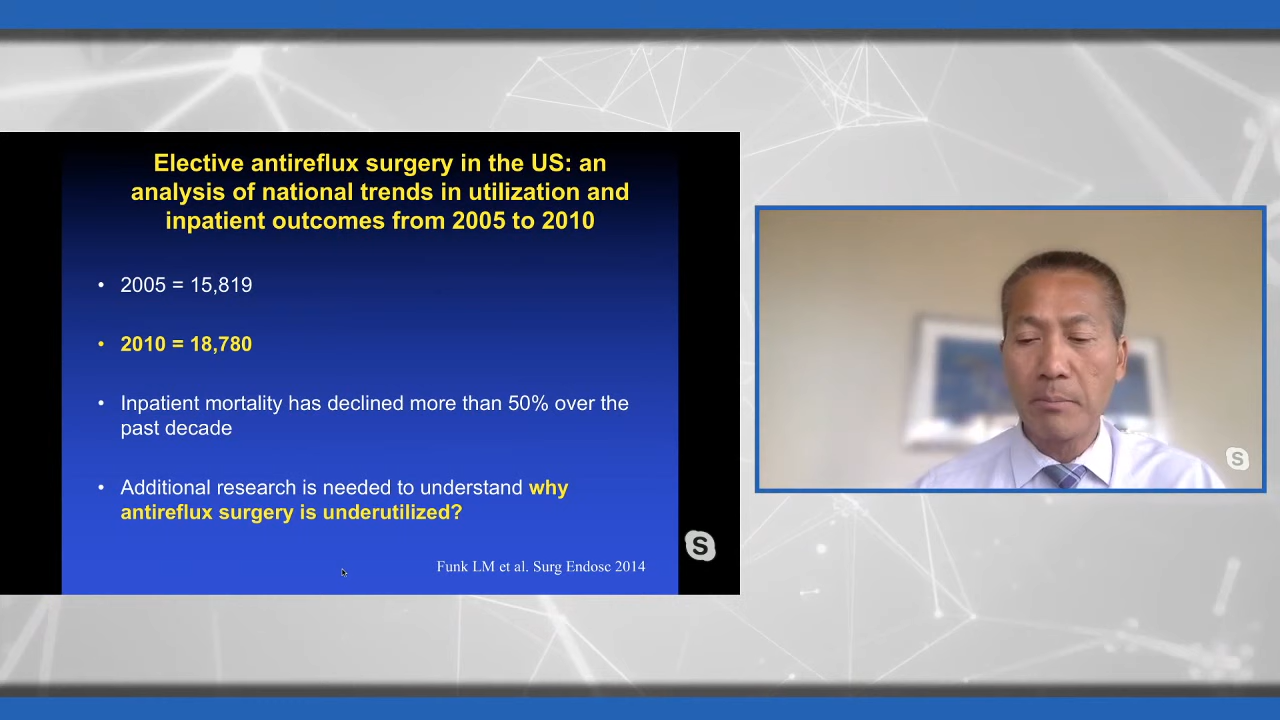 Elective antireflux surgery in the US: an
analysis of national trends in utilization and
inpatient outcomes from 2005 to 2010
• 2005 = 15,819
• 2010 = 18,780
• Inpatient mortality has declined more than 50% over the
past decade
• Additional research is needed to understand why
antireflux surgery is underutilized?
Funk LM et al. Surg Endosc 2014
S
S